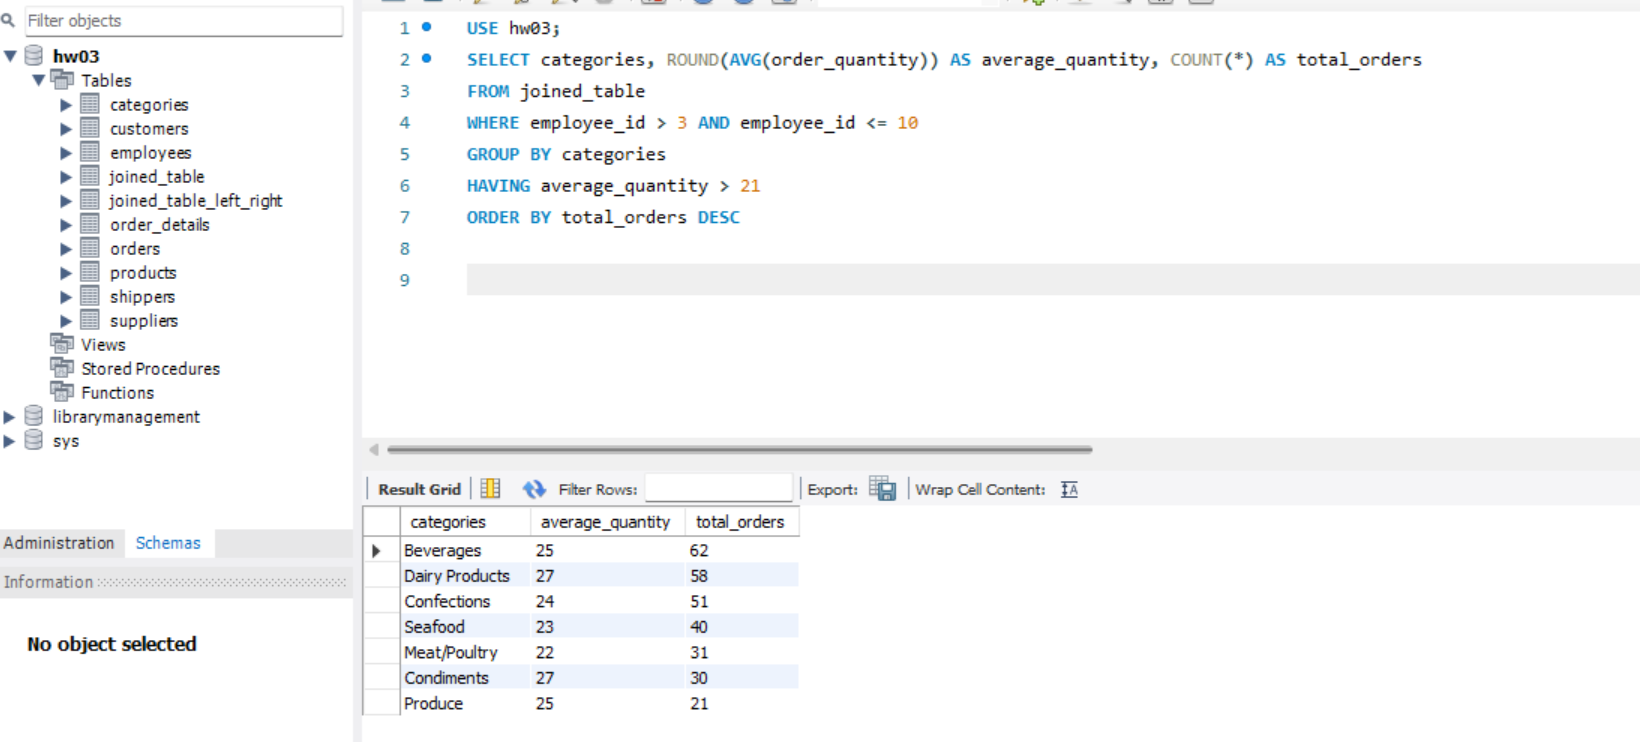 Filter objects
hw03
Tables
categories
customers
employees
joined_table
joined_table_left_right
order_details
orders
products
shippers
suppliers
Views
Stored Procedures
Functions
librarymanagement
sys
Administration Schemas
Information
No object selected
1 USE hw03;
2 SELECT categories, ROUND(AVG(order_quantity)) AS average_quantity, COUNT(*) AS total_orders
3 FROM joined_table
4 WHERE employee_id > 3 AND employee_id <= 10
5 GROUP BY categories
6 HAVING average_quantity > 21
7 ORDER BY total_orders DESC
8
9
Result Grid Filter Rows: Export: Wrap Cell Content:
categories average_quantity total_orders
Beverages 25 62
Dairy Products 27 58
Confections 24 51
Seafood 23 40
Meat/Poultry 22 31
Condiments 27 30
Produce 25 21